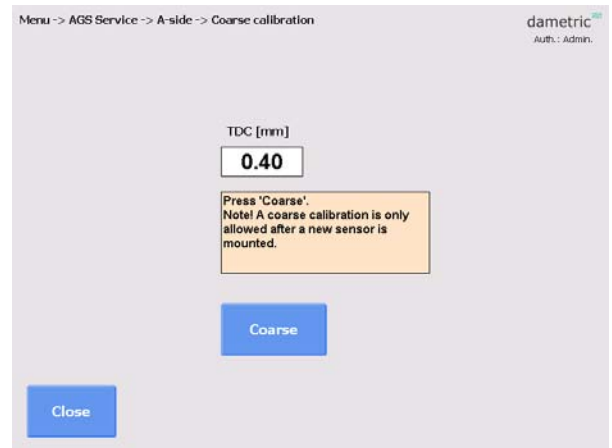 Menu -> AGS Service -> A-side -> Coarse calibration
dametric
Auth.: Admin.
TDC [mm]
0.40
Press 'Coarse'.
Note! A coarse calibration is only
allowed after a new sensor is
mounted.
Coarse
Close